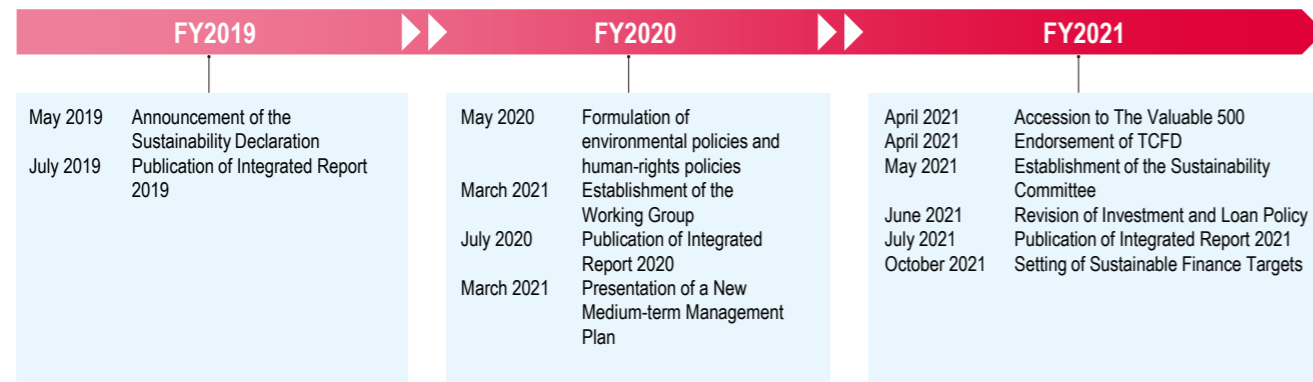 FY2019
FY2020
FY2021
May 2019 Announcement of the
Sustainability Declaration
July 2019 Publication of Integrated Report
2019
May 2020 Formulation of
environmental policies and
human-rights policies
March 2021 Establishment of the
Working Group
July 2020 Publication of Integrated
Report 2020
March 2021 Presentation of a New
Medium-term Management
Plan
April 2021 Accession to The Valuable 500
April 2021 Endorsement of TCFD
May 2021 Establishment of the Sustainability
Committee
June 2021 Revision of Investment and Loan Policy
July 2021 Publication of Integrated Report 2021
October 2021 Setting of Sustainable Finance Targets